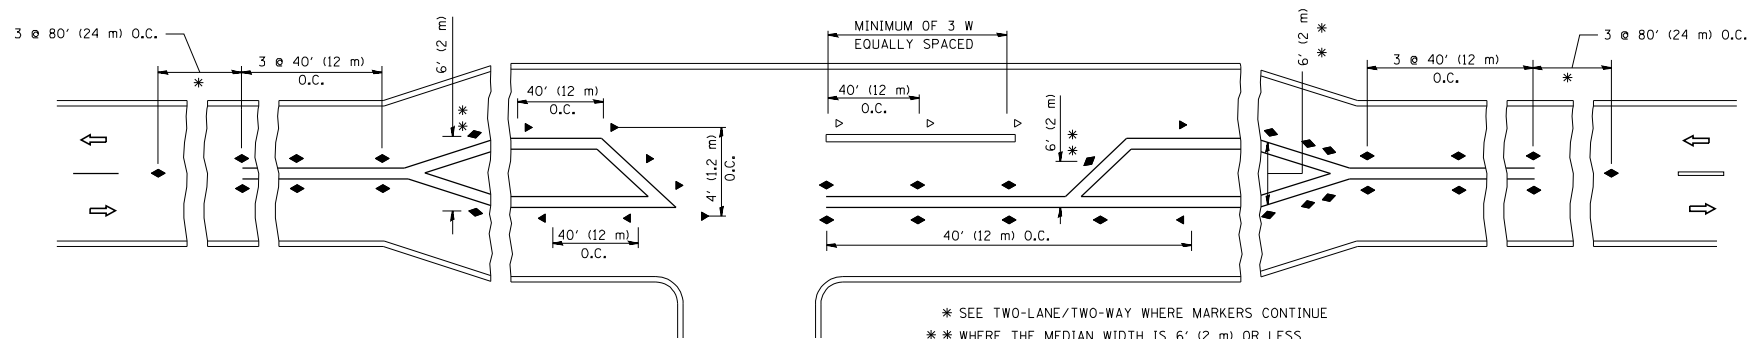 3 @ 80' (24 m) O.C.
3 @ 40' (12 m)
O.C.
*
6' (2 m)
* *
40' (12 m)
O.C.
4' (1.2 m)
O.C.
40' (12 m)
O.C.
MINIMUM OF 3 W
EQUALLY SPACED
40' (12 m)
O.C.
6' (2 m)
* *
40' (12 m) O.C.
6' (2 m)
* *
3 @ 40' (12 m)
O.C.
3 @ 80' (24 m) O.C.
*
* SEE TWO-LANE/TWO-WAY WHERE MARKERS CONTINUE
* * WHERE THE MEDIAN WIDTH IS 6' (2 m) OR LESS